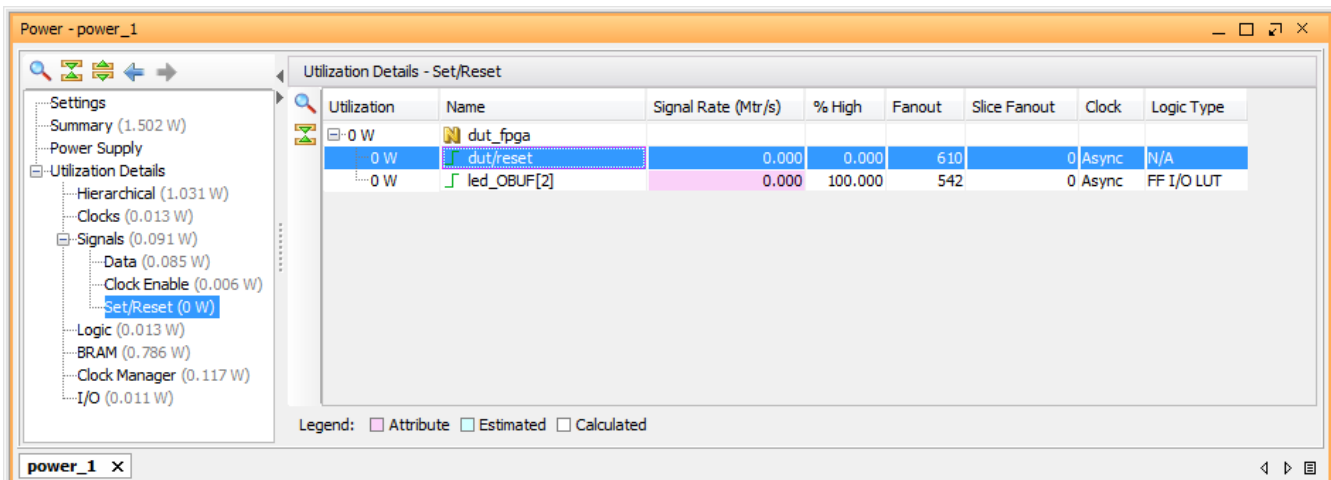 Power - power_1
Settings
Summary (1.502 W)
Power Supply
Utilization Details
Hierarchical (1.031 W)
Clocks (0.013 W)
Signals (0.091 W)
Data (0.085 W)
Clock Enable (0.006 W)
Set/Reset (0 W)
Logic (0.013 W)
BRAM (0.786 W)
Clock Manager (0.117 W)
I/O (0.011 W)
Utilization Details - Set/Reset
Utilization Name Signal Rate (Mtr/s) % High Fanout Slice Fanout Clock Logic Type
0 W N dut_fpga
0 W dut/reset 0.000 0.000 610 0 Async N/A
0 W led_OBUF[2] 0.000 100.000 542 0 Async FF I/O LUT
Legend: Attribute Estimated Calculated
power_1